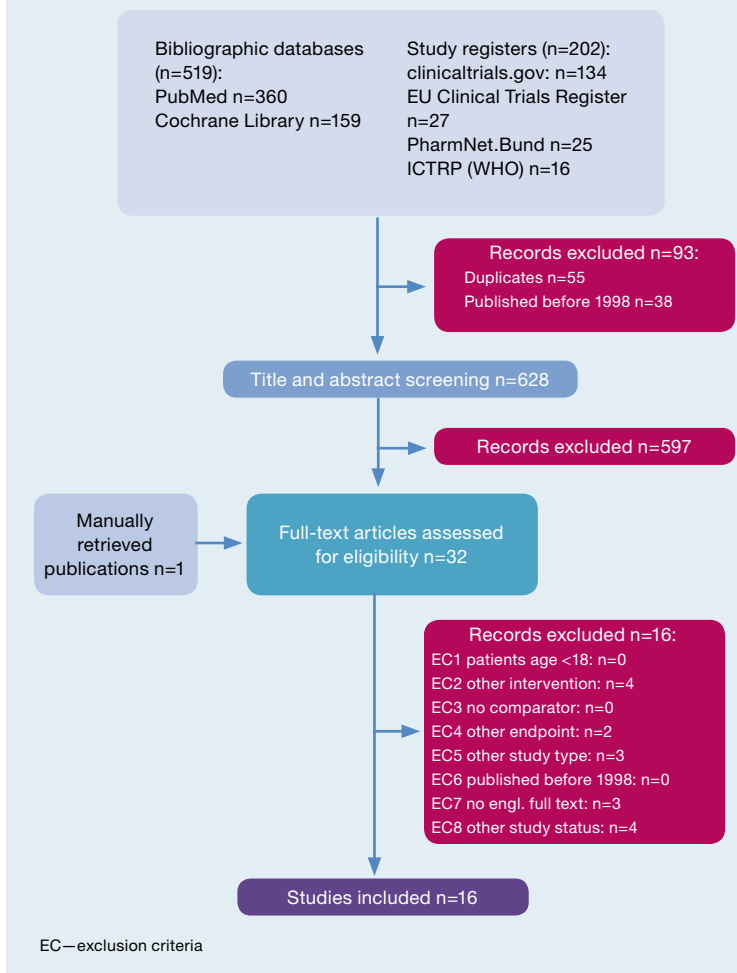 Bibliographic databases
(n=519):
PubMed n=360
Cochrane Library n=159
Study registers (n=202):
clinicaltrials.gov: n=134
EU Clinical Trials Register
n=27
PharmNet.Bund n=25
ICTRP (WHO) n=16
Records excluded n=93:
Duplicates n=55
Published before 1998 n=38
Title and abstract screening n=628
Records excluded n=597
Manually
retrieved
publications n=1
Full-text articles assessed
for eligibility n=32
Records excluded n=16:
EC1 patients age <18: n=0
EC2 other intervention: n=4
EC3 no comparator: n=0
EC4 other endpoint: n=2
EC5 other study type: n=3
EC6 published before 1998: n=0
EC7 no engl. full text: n=3
EC8 other study status: n=4
Studies included n=16
EC—exclusion criteria